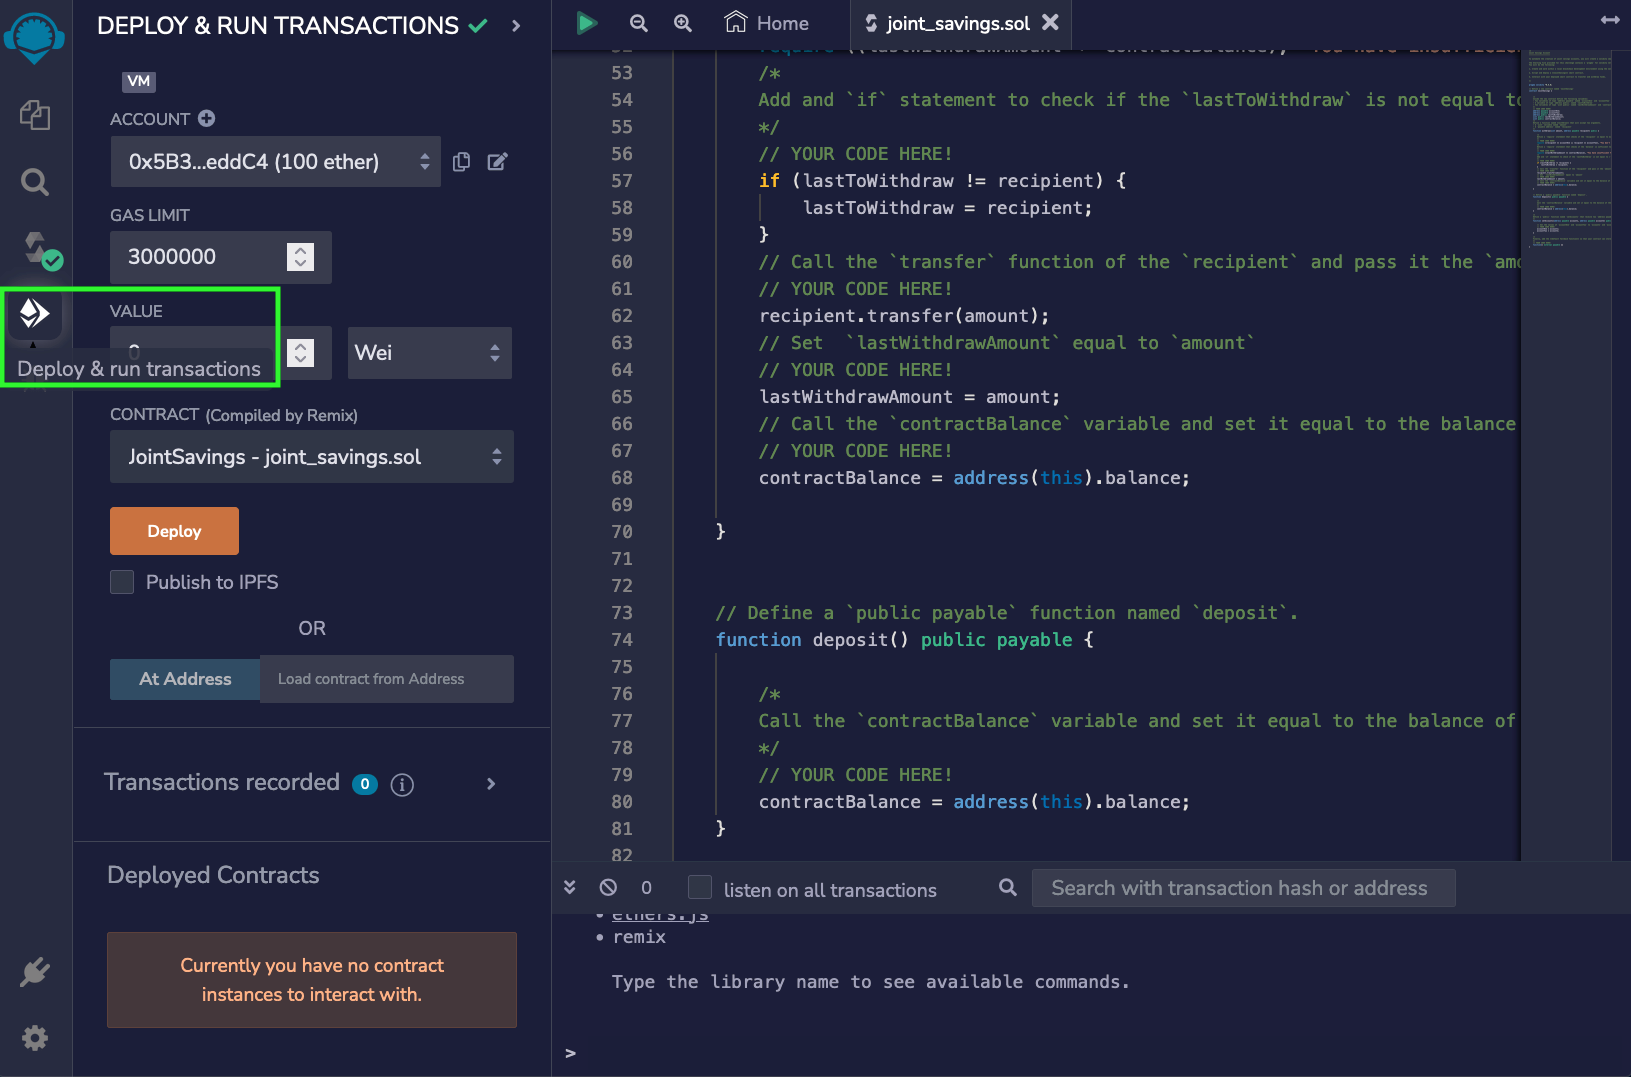 DEPLOY & RUN TRANSACTIONS
VM
ACCOUNT
0x5B3...eddC4 (100 ether)
GAS LIMIT
3000000
VALUE
0
Wei
Deploy & run transactions
CONTRACT (Compiled by Remix)
JointSavings - joint_savings.sol
Deploy
Publish to IPFS
OR
At Address
Load contract from Address
Transactions recorded 0 i
Deployed Contracts
Currently you have no contract
instances to interact with.
Home
joint_savings.sol
53 /*
54 Add and `if` statement to check if the `lastToWithdraw` is not equal to
55 */
56 // YOUR CODE HERE!
57 if (lastToWithdraw != recipient) {
58 lastToWithdraw = recipient;
59 }
60 // Call the `transfer` function of the `recipient` and pass it the `amo
61 // YOUR CODE HERE!
62 recipient.transfer(amount);
63 // Set  `lastWithdrawAmount` equal to `amount`
64 // YOUR CODE HERE!
65 lastWithdrawAmount = amount;
66 // Call the `contractBalance` variable and set it equal to the balance
67 // YOUR CODE HERE!
68 contractBalance = address(this).balance;
69
70 }
71
72
73 // Define a `public payable` function named `deposit`.
74 function deposit() public payable {
75
76 /*
77 Call the `contractBalance` variable and set it equal to the balance of
78 */
79 // YOUR CODE HERE!
80 contractBalance = address(this).balance;
81 }
82
0
listen on all transactions
Search with transaction hash or address
• ethers.js
• remix
Type the library name to see available commands.
>